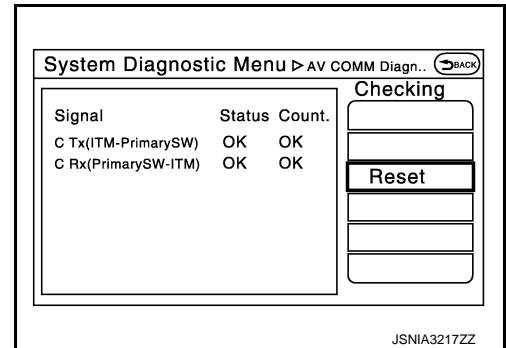 System Diagnostic Menu ▷ AV COMM Diagn.. BACK
Checking
Signal Status Count.
C Tx(ITM-PrimarySW) OK OK
C Rx(PrimarySW-ITM) OK OK
Reset
JSNIA3217ZZ